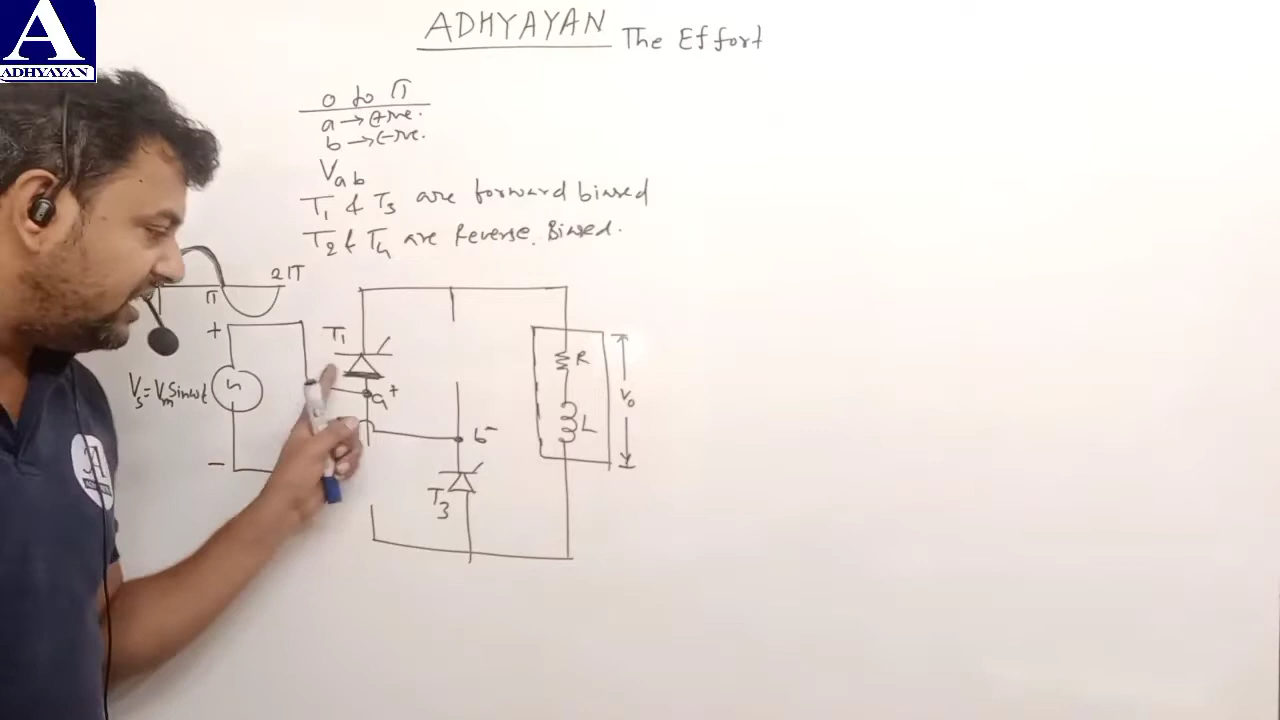 A
ADHYAYAN
ADHYAYAN The Effort
0 to π
a → +ve.
b → -ve.
Vab
T1 & T3 are forward biased
T2 & T4 are Reverse Biased.
π
2π
+
T1
Vs = Vm Sinωt
a+
b-
R
L
Vo
T3
-